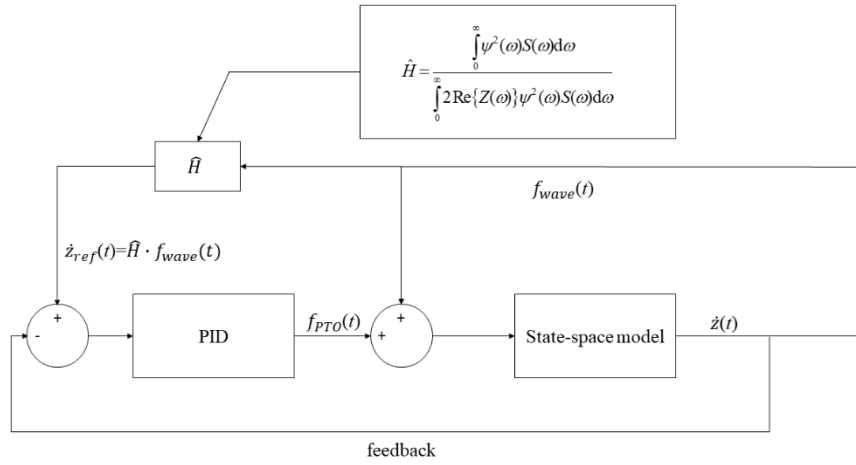 ∞
∫ψ²(ω)S(ω)dω
0
Ĥ=
∞
∫2Re{Z(ω)}ψ²(ω)S(ω)dω
0
Ĥ
f_wave(t)
ż_ref(t)=Ĥ · f_wave(t)
+
-
PID
f_PTO(t)
+
+
State-space model
ż(t)
feedback